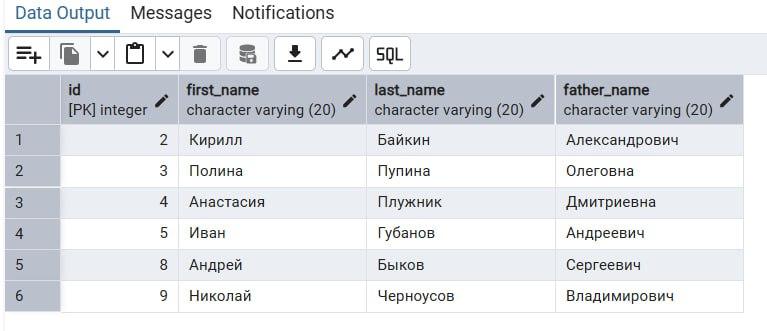 Data Output Messages Notifications
SQL
id first_name last_name father_name
[PK] integer character varying (20) character varying (20) character varying (20)
1 2 Кирилл Байкин Александрович
2 3 Полина Пупина Олеговна
3 4 Анастасия Плужник Дмитриевна
4 5 Иван Губанов Андреевич
5 8 Андрей Быков Сергеевич
6 9 Николай Черноусов Владимирович